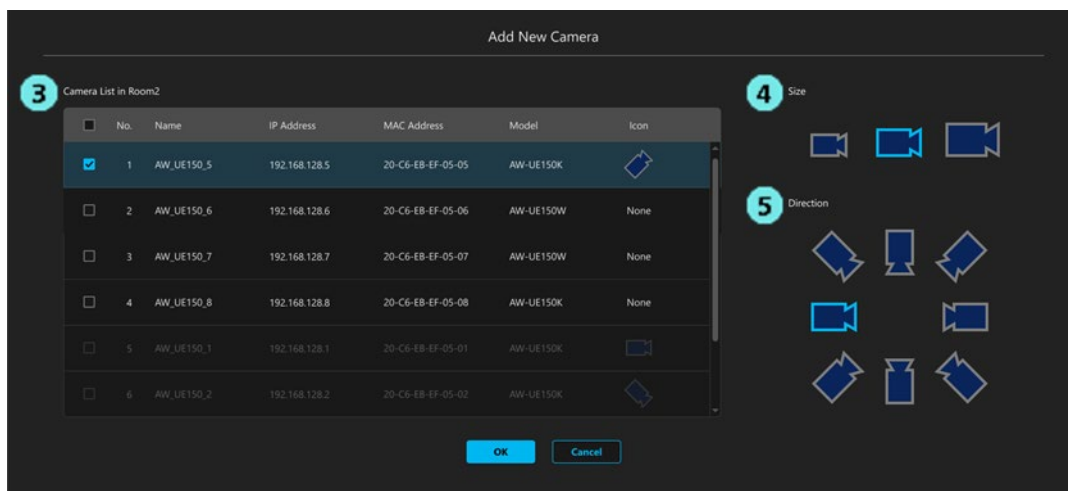 Add New Camera
3 Camera List in Room2
No. Name IP Address MAC Address Model Icon
1 AW_UE150_5 192.168.128.5 20-C6-EB-EF-05-05 AW-UE150K
2 AW_UE150_6 192.168.128.6 20-C6-EB-EF-05-06 AW-UE150W None
3 AW_UE150_7 192.168.128.7 20-C6-EB-EF-05-07 AW-UE150W None
4 AW_UE150_8 192.168.128.8 20-C6-EB-EF-05-08 AW-UE150K None
5 AW_UE150_1 192.168.128.1 20-C6-EB-EF-05-01 AW-UE150K
6 AW_UE150_2 192.168.128.2 20-C6-EB-EF-05-02 AW-UE150K
4 Size
5 Direction
OK Cancel